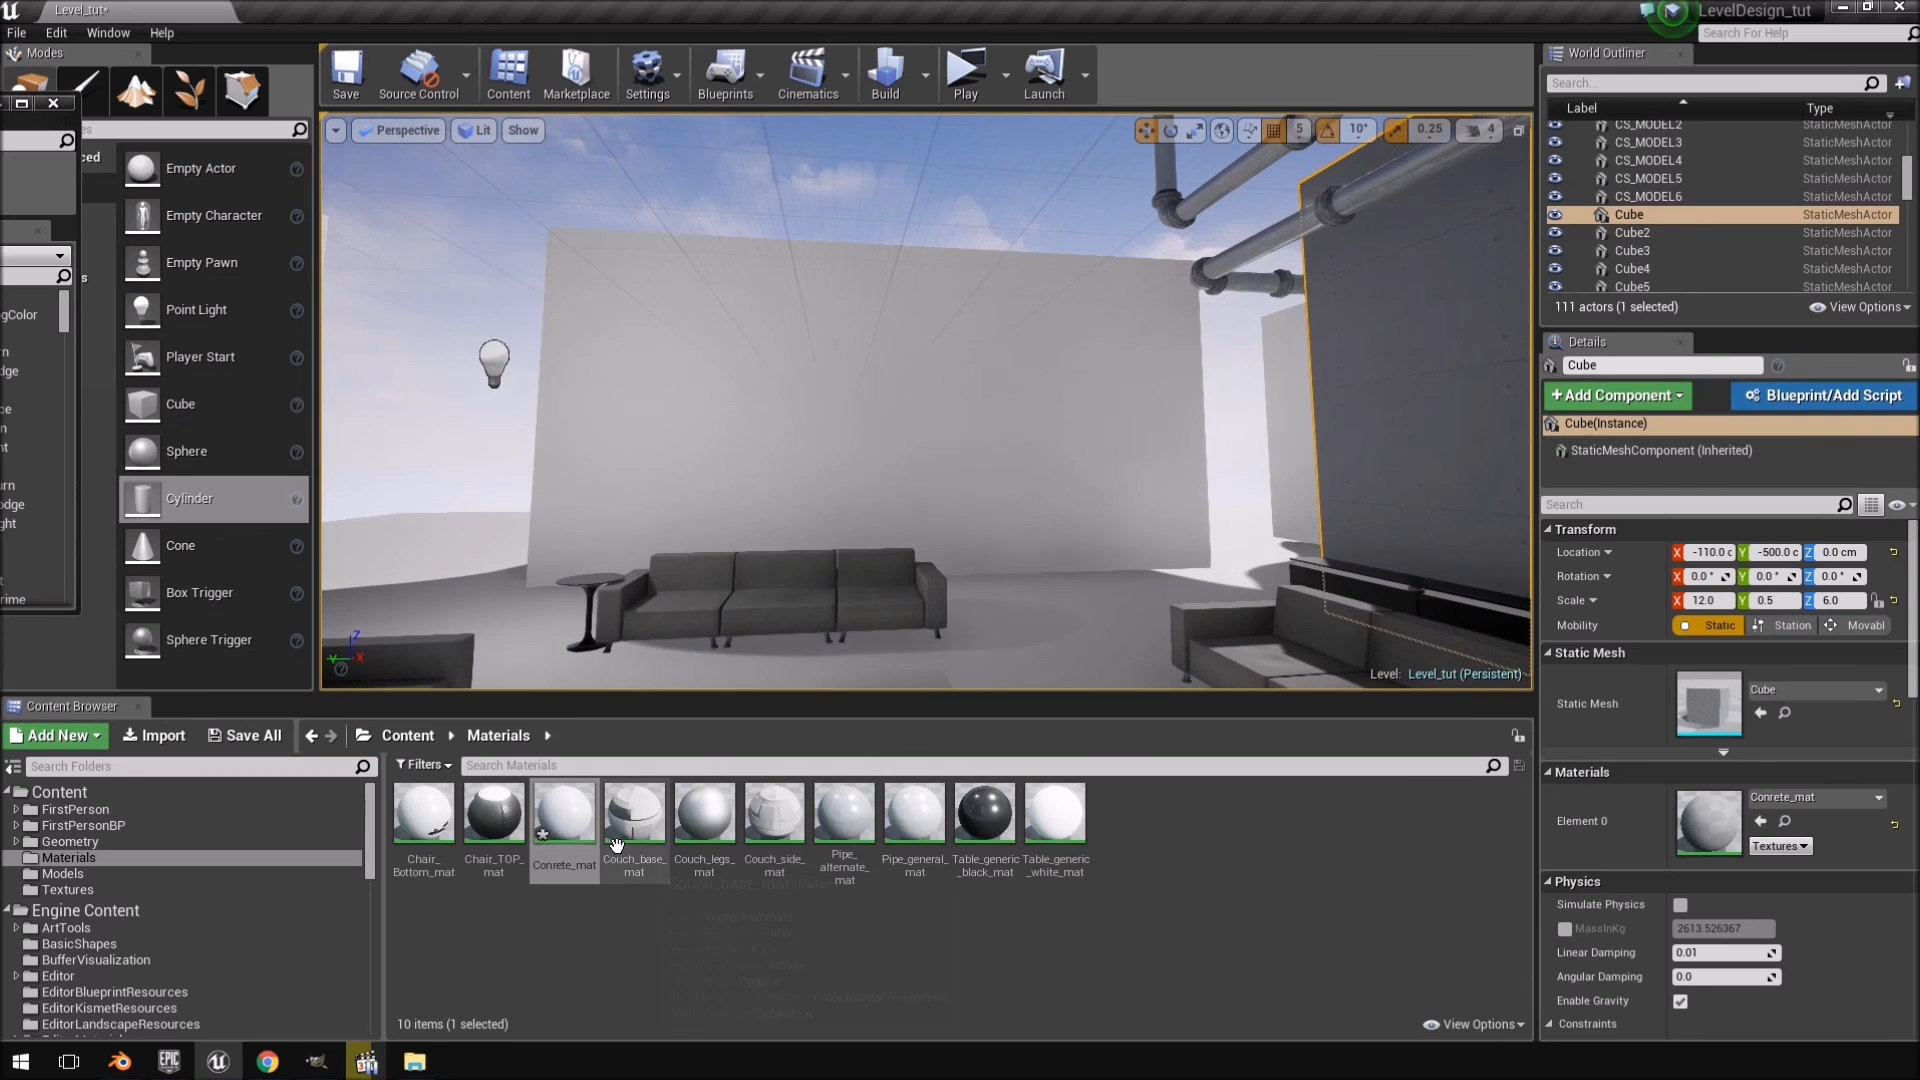 Level_tut*
LevelDesign_tut
File Edit Window Help
Search For Help
Modes
Save
Source Control
Content
Marketplace
Settings
Blueprints
Cinematics
Build
Play
Launch
Empty Actor
Empty Character
Empty Pawn
Point Light
Player Start
Cube
Sphere
Cylinder
Cone
Box Trigger
Sphere Trigger
Perspective
Lit
Show
5
10°
0.25
4
Level: Level_tut (Persistent)
World Outliner
Search...
Label Type
CS_MODEL2 StaticMeshActor
CS_MODEL3 StaticMeshActor
CS_MODEL4 StaticMeshActor
CS_MODEL5 StaticMeshActor
CS_MODEL6 StaticMeshActor
Cube StaticMeshActor
Cube2 StaticMeshActor
Cube3 StaticMeshActor
Cube4 StaticMeshActor
Cube5 StaticMeshActor
111 actors (1 selected)
View Options
Details
Cube
+Add Component
Blueprint/Add Script
Cube(Instance)
StaticMeshComponent (Inherited)
Search
Transform
Location X -110.0 c Y -500.0 c Z 0.0 cm
Rotation X 0.0 ° Y 0.0 ° Z 0.0 °
Scale X 12.0 Y 0.5 Z 6.0
Mobility Static Station Movabl
Static Mesh
Static Mesh
Cube
Materials
Element 0
Conrete_mat
Textures
Physics
Simulate Physics
MassInKg 2613.526367
Linear Damping 0.01
Angular Damping 0.0
Enable Gravity
Constraints
Content Browser
Add New
Import
Save All
Content
Materials
Search Folders
Filters
Search Materials
Content
FirstPerson
FirstPersonBP
Geometry
Materials
Models
Textures
Engine Content
ArtTools
BasicShapes
BufferVisualization
Editor
EditorBlueprintResources
EditorKismetResources
EditorLandscapeResources
Chair_
Bottom_mat
Chair_TOP_
mat
Conrete_mat
Couch_base_
mat
Couch_legs_
mat
Couch_side_
mat
Pipe_
alternate_
mat
Pipe_general_
mat
Table_generic
_black_mat
Table_generic
_white_mat
10 items (1 selected)
View Options